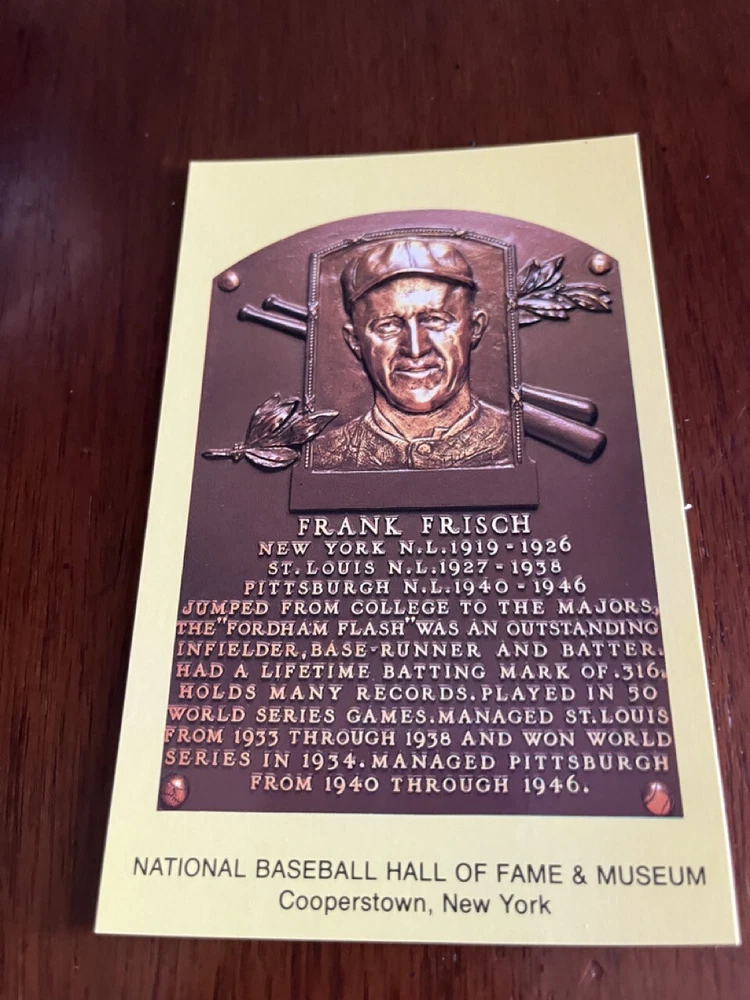 FRANK FRISCH
NEW YORK N.L.1919-1926
ST.LOUIS N.L.1927-1938
PITTSBURGH N.L.1940-1946
JUMPED FROM COLLEGE TO THE MAJORS,
THE "FORDHAM FLASH" WAS AN OUTSTANDING
INFIELDER, BASE-RUNNER AND BATTER.
HAD A LIFETIME BATTING MARK OF .316.
HOLDS MANY RECORDS. PLAYED IN 50
WORLD SERIES GAMES. MANAGED ST.LOUIS
FROM 1933 THROUGH 1938 AND WON WORLD
SERIES IN 1934. MANAGED PITTSBURGH
FROM 1940 THROUGH 1946.
NATIONAL BASEBALL HALL OF FAME & MUSEUM
Cooperstown, New York